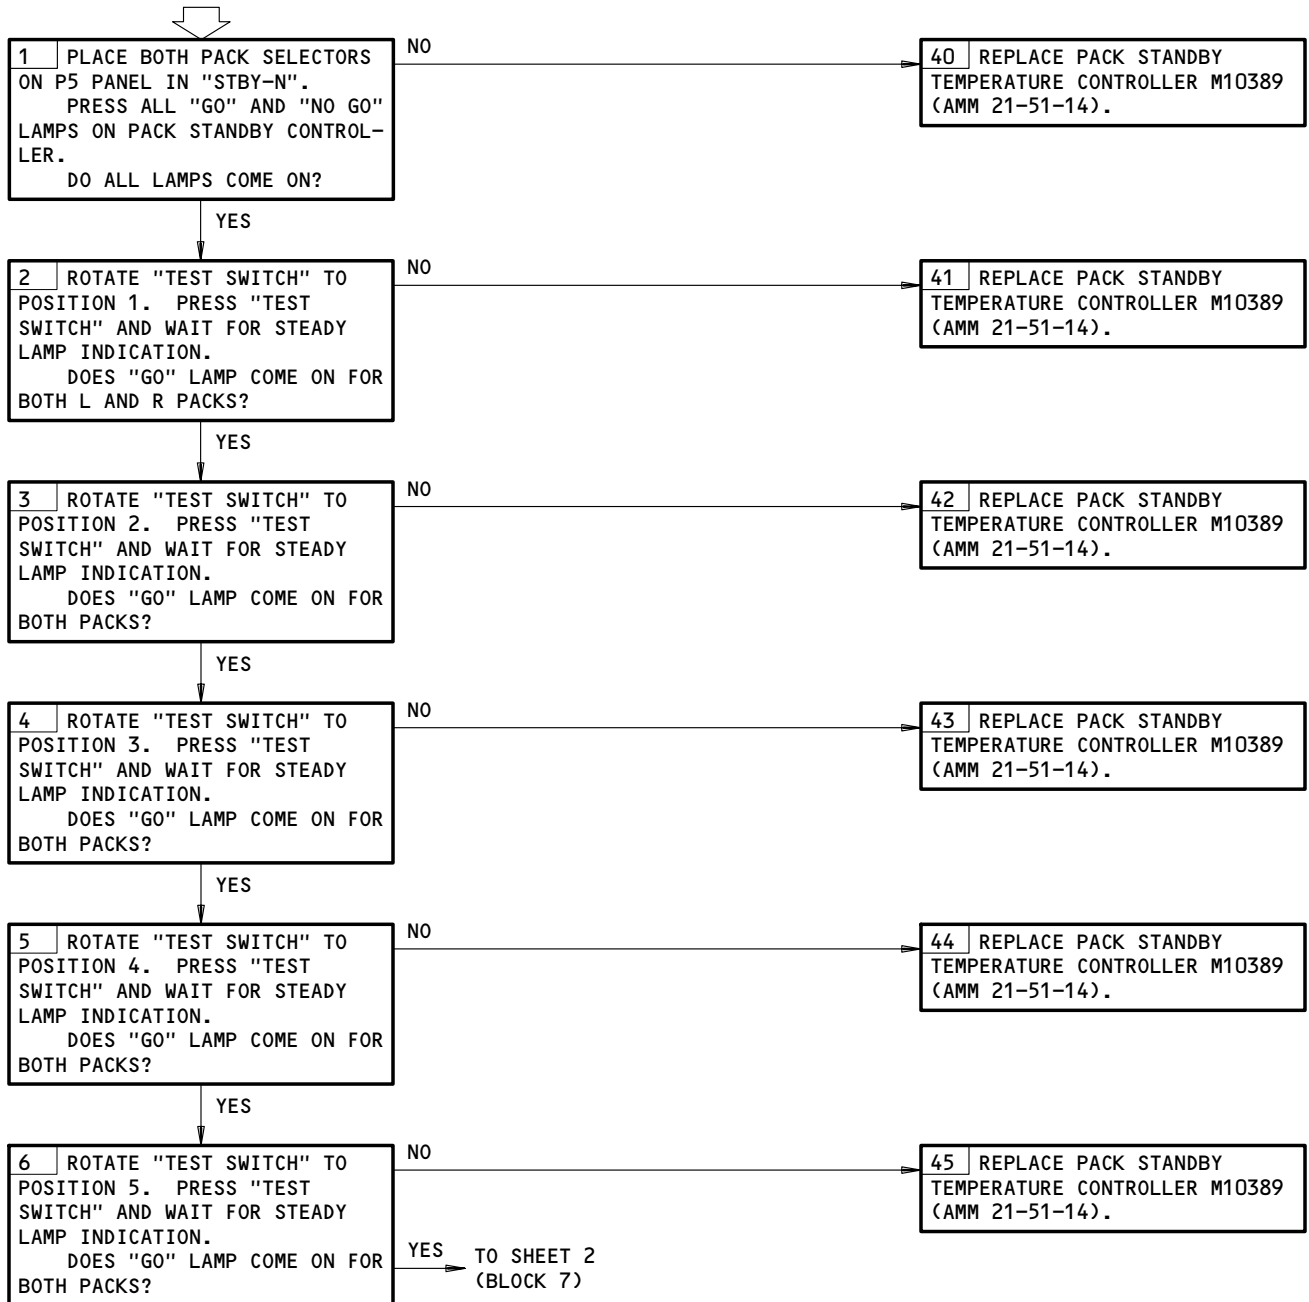 1 PLACE BOTH PACK SELECTORS
ON P5 PANEL IN "STBY-N".
PRESS ALL "GO" AND "NO GO"
LAMPS ON PACK STANDBY CONTROL-
LER.
DO ALL LAMPS COME ON?
NO
40 REPLACE PACK STANDBY
TEMPERATURE CONTROLLER M10389
(AMM 21-51-14).
YES
2 ROTATE "TEST SWITCH" TO
POSITION 1. PRESS "TEST
SWITCH" AND WAIT FOR STEADY
LAMP INDICATION.
DOES "GO" LAMP COME ON FOR
BOTH L AND R PACKS?
NO
41 REPLACE PACK STANDBY
TEMPERATURE CONTROLLER M10389
(AMM 21-51-14).
YES
3 ROTATE "TEST SWITCH" TO
POSITION 2. PRESS "TEST
SWITCH" AND WAIT FOR STEADY
LAMP INDICATION.
DOES "GO" LAMP COME ON FOR
BOTH PACKS?
NO
42 REPLACE PACK STANDBY
TEMPERATURE CONTROLLER M10389
(AMM 21-51-14).
YES
4 ROTATE "TEST SWITCH" TO
POSITION 3. PRESS "TEST
SWITCH" AND WAIT FOR STEADY
LAMP INDICATION.
DOES "GO" LAMP COME ON FOR
BOTH PACKS?
NO
43 REPLACE PACK STANDBY
TEMPERATURE CONTROLLER M10389
(AMM 21-51-14).
YES
5 ROTATE "TEST SWITCH" TO
POSITION 4. PRESS "TEST
SWITCH" AND WAIT FOR STEADY
LAMP INDICATION.
DOES "GO" LAMP COME ON FOR
BOTH PACKS?
NO
44 REPLACE PACK STANDBY
TEMPERATURE CONTROLLER M10389
(AMM 21-51-14).
YES
6 ROTATE "TEST SWITCH" TO
POSITION 5. PRESS "TEST
SWITCH" AND WAIT FOR STEADY
LAMP INDICATION.
DOES "GO" LAMP COME ON FOR
BOTH PACKS?
NO
45 REPLACE PACK STANDBY
TEMPERATURE CONTROLLER M10389
(AMM 21-51-14).
YES
TO SHEET 2
(BLOCK 7)